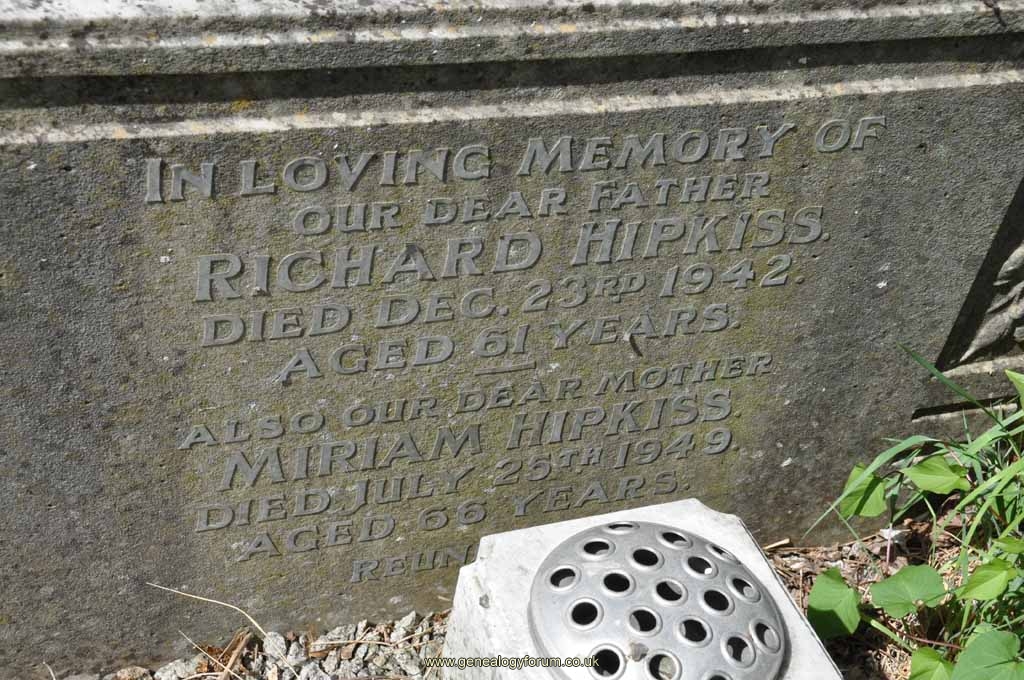 IN LOVING MEMORY OF
OUR DEAR FATHER
RICHARD HIPKISS.
DIED DEC. 23RD 1942.
AGED 61 YEARS.
ALSO OUR DEAR MOTHER
MIRIAM HIPKISS.
DIED JULY 25TH 1949.
AGED 66 YEARS.
REUN
www.genealogyforum.co.uk